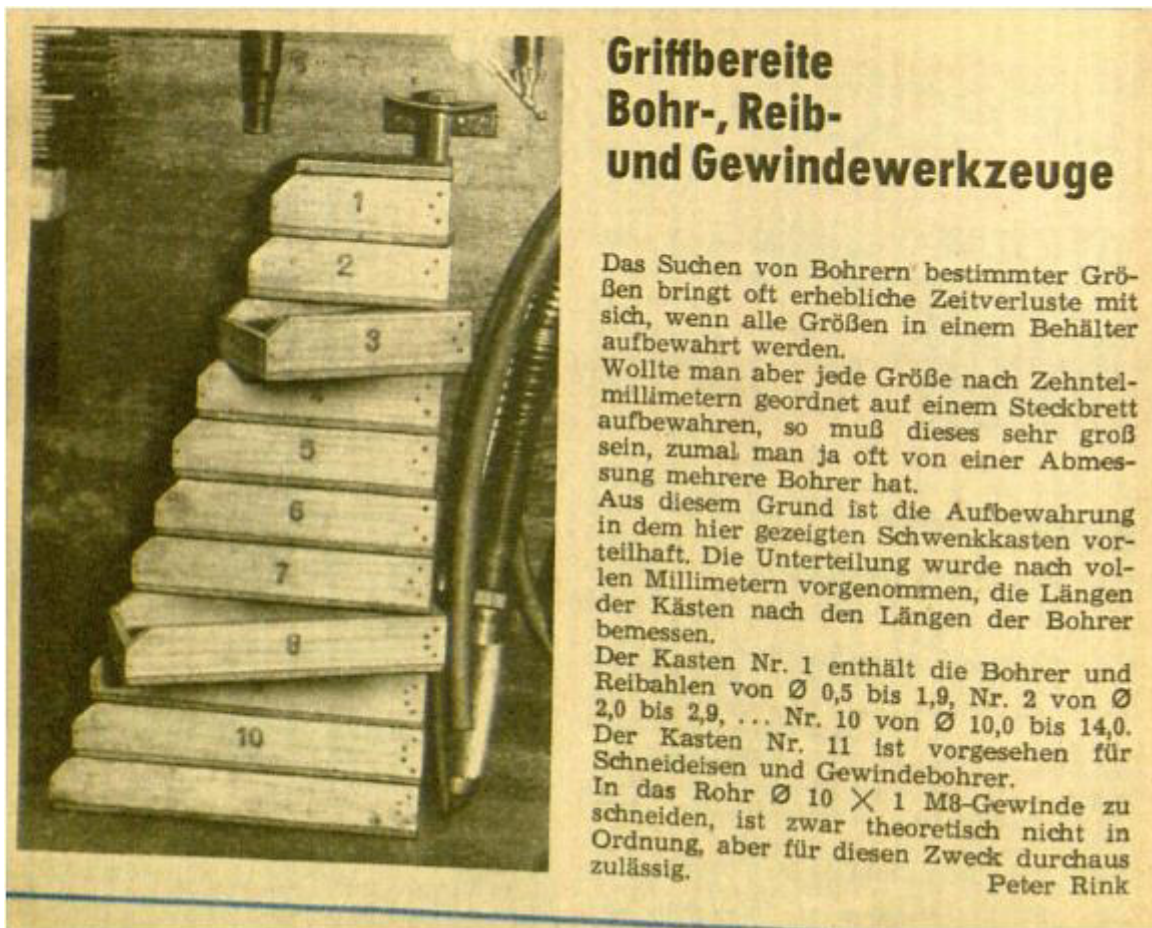 Griffbereite
Bohr-, Reib-
und Gewindewerkzeuge
Das Suchen von Bohrern bestimmter Grö-
ßen bringt oft erhebliche Zeitverluste mit
sich, wenn alle Größen in einem Behälter
aufbewahrt werden.
Wollte man aber jede Größe nach Zehntel-
millimetern geordnet auf einem Steckbrett
aufbewahren, so muß dieses sehr groß
sein, zumal man ja oft von einer Abmes-
sung mehrere Bohrer hat.
Aus diesem Grund ist die Aufbewahrung
in dem hier gezeigten Schwenkkasten vor-
teilhaft. Die Unterteilung wurde nach vol-
len Millimetern vorgenommen, die Längen
der Kästen nach den Längen der Bohrer
bemessen.
Der Kasten Nr. 1 enthält die Bohrer und
Reibahlen von Ø 0,5 bis 1,9, Nr. 2 von Ø
2,0 bis 2,9, ... Nr. 10 von Ø 10,0 bis 14,0.
Der Kasten Nr. 11 ist vorgesehen für
Schneideisen und Gewindebohrer.
In das Rohr Ø 10 × 1 M8-Gewinde zu
schneiden, ist zwar theoretisch nicht in
Ordnung, aber für diesen Zweck durchaus
zulässig.
Peter Rink
1
2
3
4
5
6
7
8
10